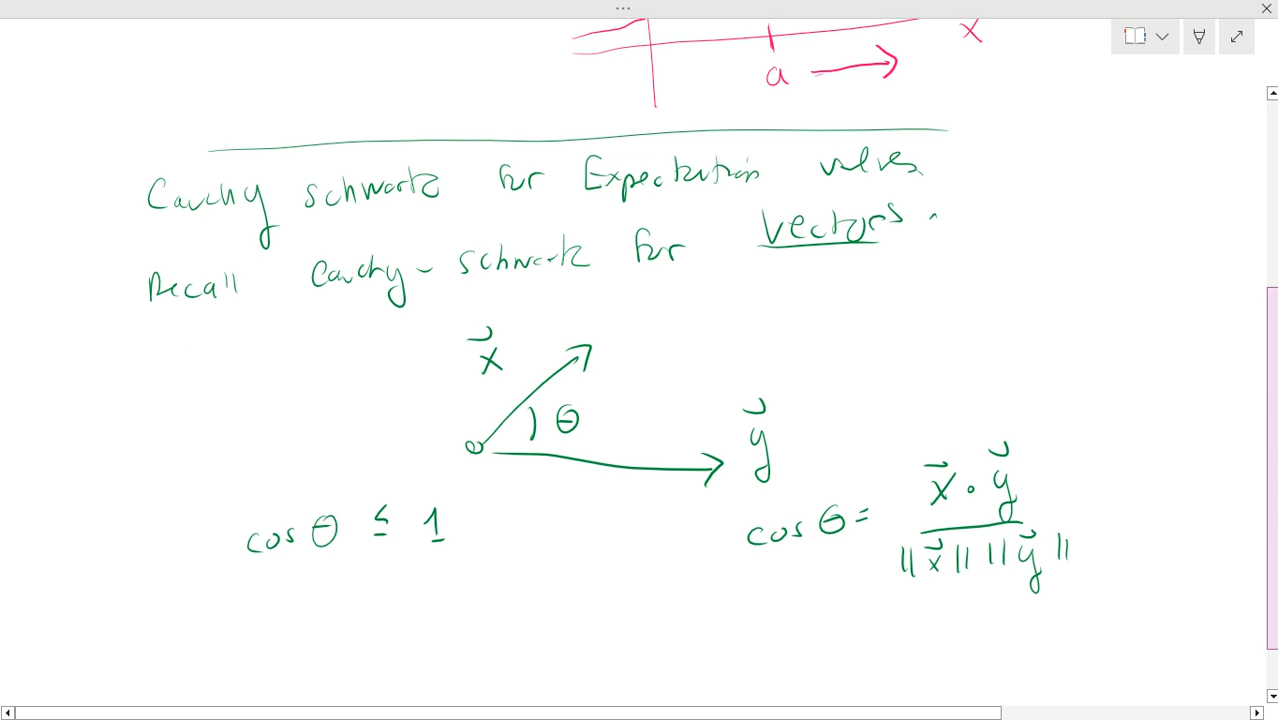 x
a
Cauchy schwartz for Expectation values
Recall Cauchy-schwartz for vectors.
x⃗
θ
y⃗
cos θ ≤ 1
cos θ = x⃗ · y⃗ / ||x⃗|| ||y⃗||